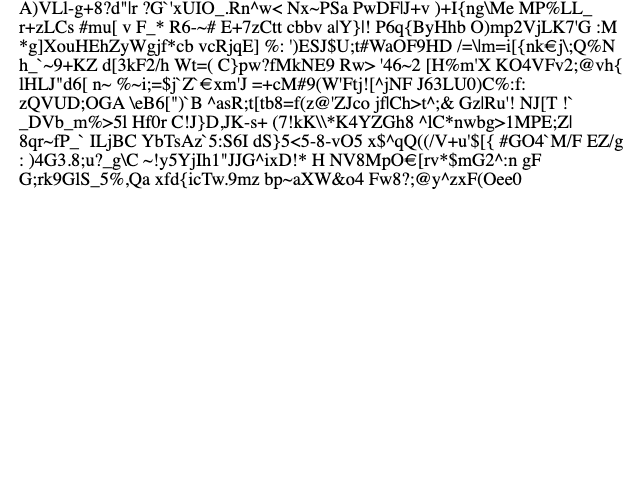 A)VLl-g+8?d"|r ?G`'xUIO_.Rn^w< Nx~PSa PwDF|J+v )+I{ng\Me MP%LL_
r+zLCs #mu[ v F_* R6-~# E+7zCtt cbbv a|Y}|! P6q{ByHhb O)mp2VjLK7'G :M
*g]XouHEhZyWgjf*cb vcRjqE] %: ')ESJ$U;t#WaOF9HD /=\lm=i[{nk€j\;Q%N
h_`~9+KZ d[3kF2/h Wt=( C}pw?fMkNE9 Rw> '46~2 [H%m'X KO4VFv2;@vh{
lHLJ"d6[ n~ %~i;=$j`Z`€xm'J =+cM#9(W'Ftj![^jNF J63LU0)C%:f:
zQVUD;OGA \eB6[")`B ^asR;t[tb8=f(z@'ZJco jf|Ch>t^;& Gz|Ru'! NJ[T !`
_DVb_m%>5l Hf0r C!J}D,JK-s+ (7!kK\\*K4YZGh8 ^lC*nwbg>1MPE;Z|
8qr~fP_` ILjBC YbTsAz`5:S6I dS}5<5-8-vO5 x$^qQ((/V+u'$[{ #GO4`M/F EZ/g
: )4G3.8;u?_g\C ~!y5YjIh1"JJG^ixD!* H NV8MpO€[rv*$mG2^:n gF
G;rk9GlS_5%,Qa xfd{icTw.9mz bp~aXW&o4 Fw8?;@y^zxF(Oee0